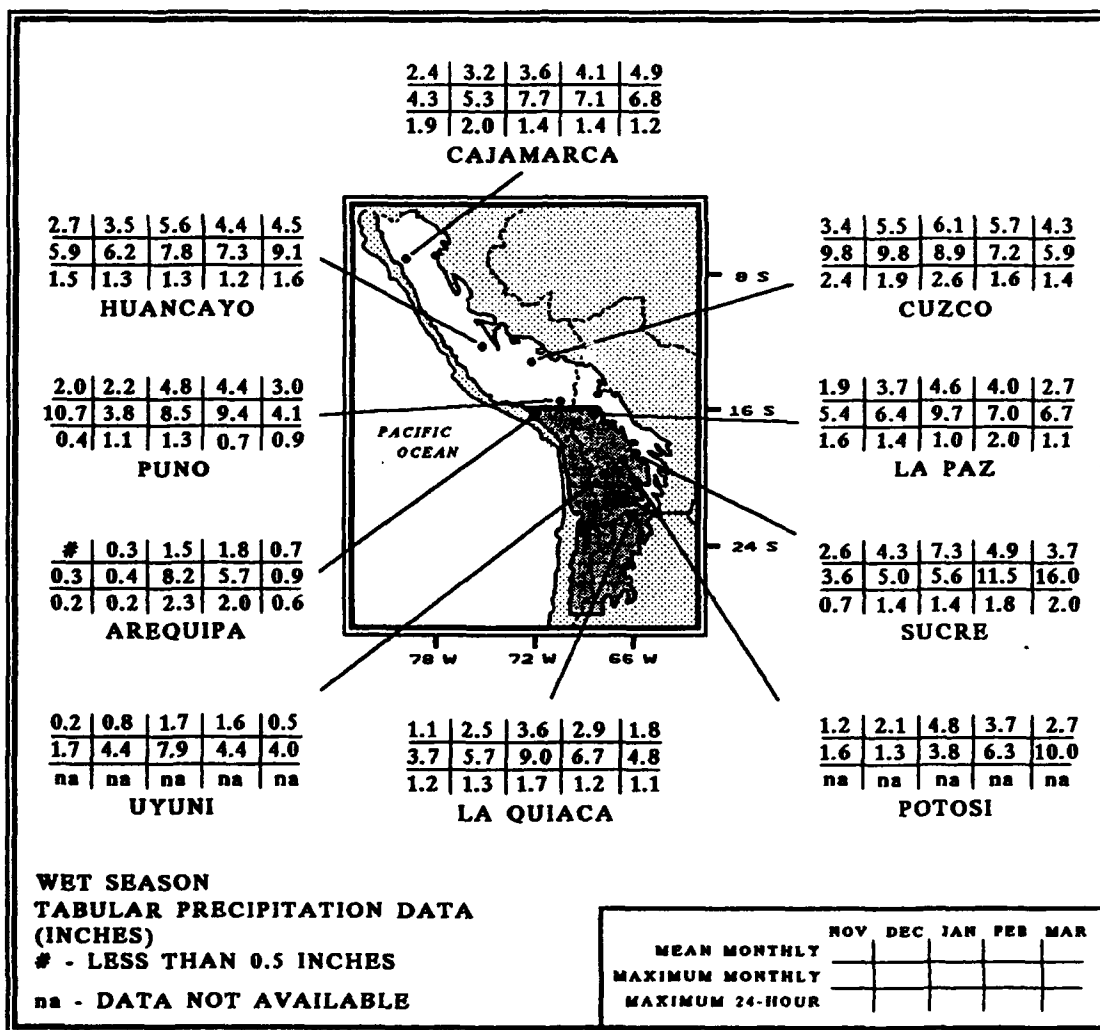 2.4 | 3.2 | 3.6 | 4.1 | 4.9
4.3 | 5.3 | 7.7 | 7.1 | 6.8
1.9 | 2.0 | 1.4 | 1.4 | 1.2
CAJAMARCA
2.7 | 3.5 | 5.6 | 4.4 | 4.5
5.9 | 6.2 | 7.8 | 7.3 | 9.1
1.5 | 1.3 | 1.3 | 1.2 | 1.6
HUANCAYO
3.4 | 5.5 | 6.1 | 5.7 | 4.3
9.8 | 9.8 | 8.9 | 7.2 | 5.9
2.4 | 1.9 | 2.6 | 1.6 | 1.4
CUZCO
8 S
2.0 | 2.2 | 4.8 | 4.4 | 3.0
10.7 | 3.8 | 8.5 | 9.4 | 4.1
0.4 | 1.1 | 1.3 | 0.7 | 0.9
PUNO
PACIFIC
OCEAN
16 S
1.9 | 3.7 | 4.6 | 4.0 | 2.7
5.4 | 6.4 | 9.7 | 7.0 | 6.7
1.6 | 1.4 | 1.0 | 2.0 | 1.1
LA PAZ
# | 0.3 | 1.5 | 1.8 | 0.7
0.3 | 0.4 | 8.2 | 5.7 | 0.9
0.2 | 0.2 | 2.3 | 2.0 | 0.6
AREQUIPA
24 S
2.6 | 4.3 | 7.3 | 4.9 | 3.7
3.6 | 5.0 | 5.6 | 11.5 | 16.0
0.7 | 1.4 | 1.4 | 1.8 | 2.0
SUCRE
78 W 72 W 66 W
0.2 | 0.8 | 1.7 | 1.6 | 0.5
1.7 | 4.4 | 7.9 | 4.4 | 4.0
na | na | na | na | na
UYUNI
1.1 | 2.5 | 3.6 | 2.9 | 1.8
3.7 | 5.7 | 9.0 | 6.7 | 4.8
1.2 | 1.3 | 1.7 | 1.2 | 1.1
LA QUIACA
1.2 | 2.1 | 4.8 | 3.7 | 2.7
1.6 | 1.3 | 3.8 | 6.3 | 10.0
na | na | na | na | na
POTOSI
WET SEASON
TABULAR PRECIPITATION DATA
(INCHES)
# - LESS THAN 0.5 INCHES
na - DATA NOT AVAILABLE
NOV DEC JAN FEB MAR
MEAN MONTHLY
MAXIMUM MONTHLY
MAXIMUM 24-HOUR